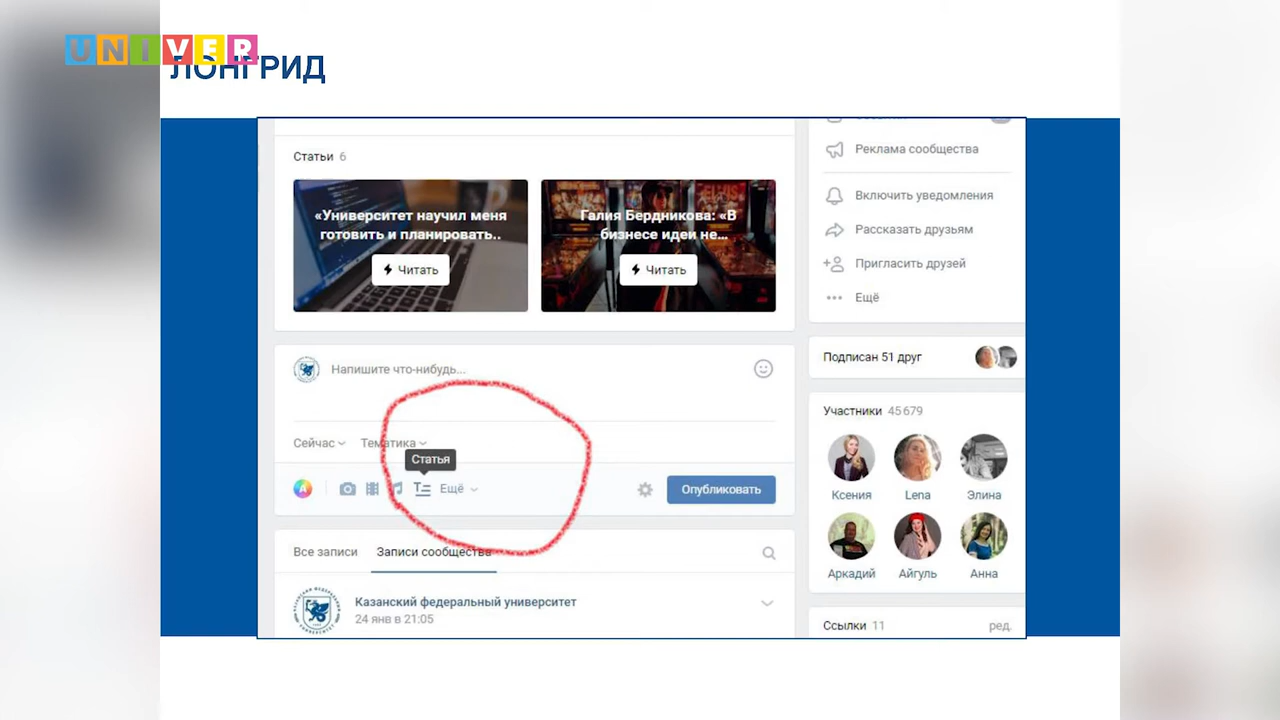 UNIVER
ЛОНГРИД
Статьи 6
«Университет научил меня
готовить и планировать..
Читать
Галия Бердникова: «В
бизнесе идеи не...
Читать
Напишите что-нибудь...
Сейчас
Тематика
Статья
Ещё
Опубликовать
Все записи
Записи сообщества
Казанский федеральный университет
24 янв в 21:05
Реклама сообщества
Включить уведомления
Рассказать друзьям
Пригласить друзей
Ещё
Подписан 51 друг
Участники 45 679
Ксения
Lena
Элина
Аркадий
Айгуль
Анна
Ссылки 11
ред.